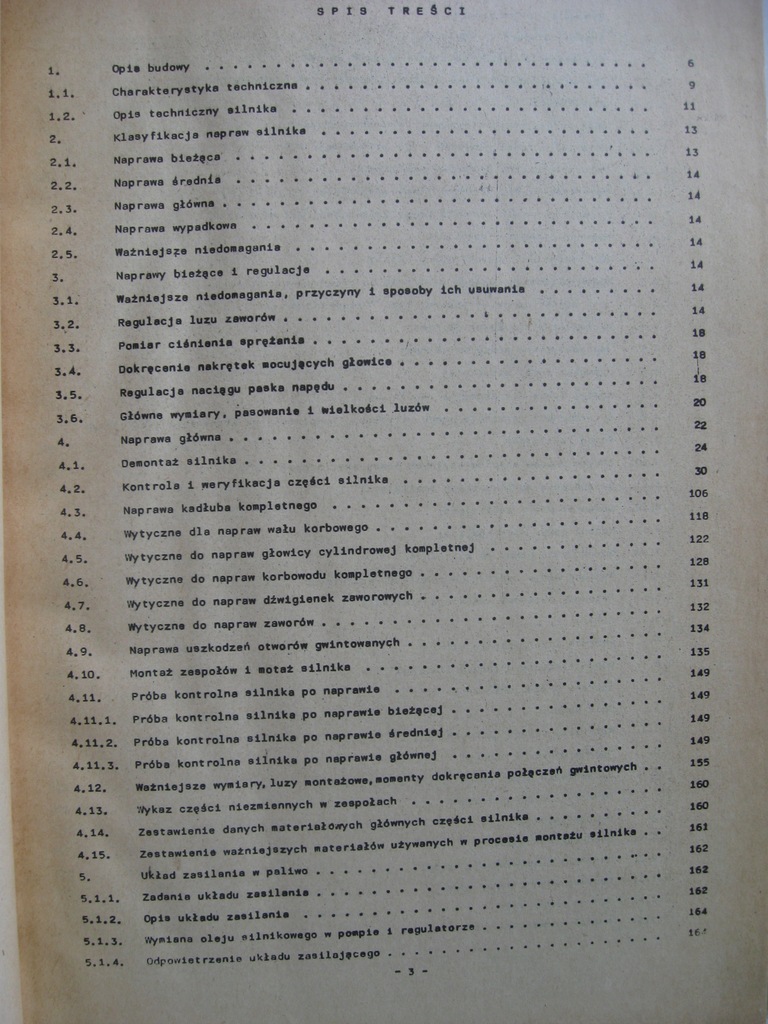 SPIS TREŚCI
1. Opis budowy . . . . . . . . . . 6
1.1. Charakterystyka techniczna . . . . . . . . . . 9
1.2. Opis techniczny silnika . . . . . . . . . . 11
2. Klasyfikacja napraw silnika . . . . . . . . . . 13
2.1. Naprawa bieżąca . . . . . . . . . . 13
2.2. Naprawa średnia . . . . . . . . . . 14
2.3. Naprawa główna . . . . . . . . . . 14
2.4. Naprawa wypadkowa . . . . . . . . . . 14
2.5. Ważniejsze niedomagania . . . . . . . . . . 14
3. Naprawy bieżące i regulacje . . . . . . . . . . 14
3.1. Ważniejsze niedomagania, przyczyny i sposoby ich usuwania . . . . . . . . . . 14
3.2. Regulacja luzu zaworów . . . . . . . . . . 14
3.3. Pomiar ciśnienia sprężania . . . . . . . . . . 18
3.4. Dokręcenie nakrętek mocujących głowice . . . . . . . . . . 18
3.5. Regulacja naciągu paska napędu . . . . . . . . . . 18
3.6. Główne wymiary, pasowanie i wielkości luzów . . . . . . . . . . 20
4. Naprawa główna . . . . . . . . . . 22
4.1. Demontaż silnika . . . . . . . . . . 24
4.2. Kontrola i weryfikacja części silnika . . . . . . . . . . 30
4.3. Naprawa kadłuba kompletnego . . . . . . . . . . 106
4.4. Wytyczne dla napraw wału korbowego . . . . . . . . . . 118
4.5. Wytyczne do napraw głowicy cylindrowej kompletnej . . . . . . . . . . 122
4.6. Wytyczne do napraw korbowodu kompletnego . . . . . . . . . . 128
4.7. Wytyczne do napraw dźwigienek zaworowych . . . . . . . . . . 131
4.8. Wytyczne do napraw zaworów . . . . . . . . . . 132
4.9. Naprawa uszkodzeń otworów gwintowanych . . . . . . . . . . 134
4.10. Montaż zespołów i motaż silnika . . . . . . . . . . 135
4.11. Próba kontrolna silnika po naprawie . . . . . . . . . . 149
4.11.1. Próba kontrolna silnika po naprawie bieżącej . . . . . . . . . . 149
4.11.2. Próba kontrolna silnika po naprawie średniej . . . . . . . . . . 149
4.11.3. Próba kontrolna silnika po naprawie głównej . . . . . . . . . . 149
4.12. Ważniejsze wymiary, luzy montażowe, momenty dokręcania połączeń gwintowych . . 155
4.13. Wykaz części niezmiennych w zespołach . . . . . . . . . . 160
4.14. Zestawienie danych materiałowych głównych części silnika . . . . . . . . . . 160
4.15. Zestawienie ważniejszych materiałów używanych w procesie montażu silnika . . 161
5. Układ zasilania w paliwo . . . . . . . . . . 162
5.1.1. Zadania układu zasilania . . . . . . . . . . 162
5.1.2. Opis układu zasilania . . . . . . . . . . 162
5.1.3. Wymiana oleju silnikowego w pompie i regulatorze . . . . . . . . . . 164
5.1.4. Odpowietrzenie układu zasilającego . . . . . . . . . .
- 3 -